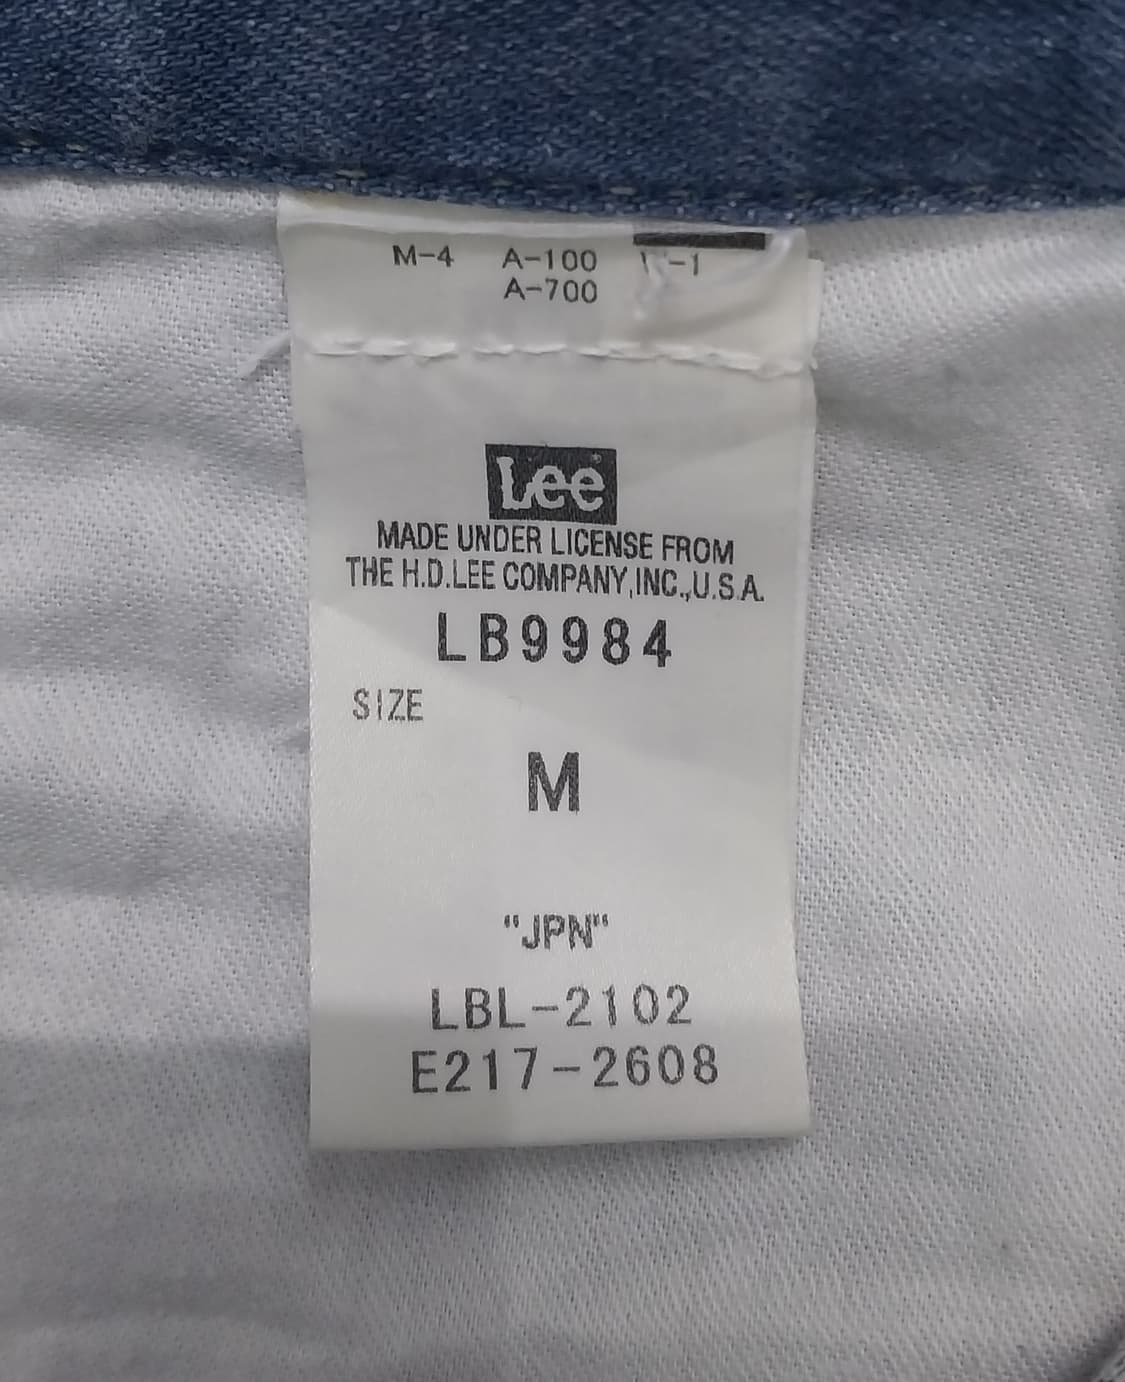 M-4 A-100 -1
A-700
Lee
MADE UNDER LICENSE FROM
THE H.D.LEE COMPANY,INC.,U.S.A.
LB9984
SIZE
M
"JPN"
LBL-2102
E217-2608